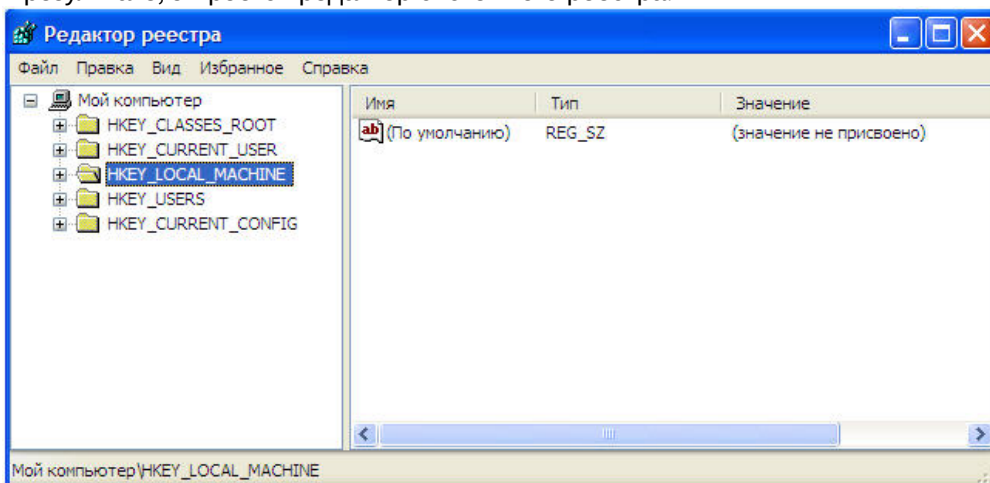 Редактор реестра
Файл Правка Вид Избранное Справка
Мой компьютер
HKEY_CLASSES_ROOT
HKEY_CURRENT_USER
HKEY_LOCAL_MACHINE
HKEY_USERS
HKEY_CURRENT_CONFIG
Имя Тип Значение
ab (По умолчанию) REG_SZ (значение не присвоено)
Мой компьютер\HKEY_LOCAL_MACHINE